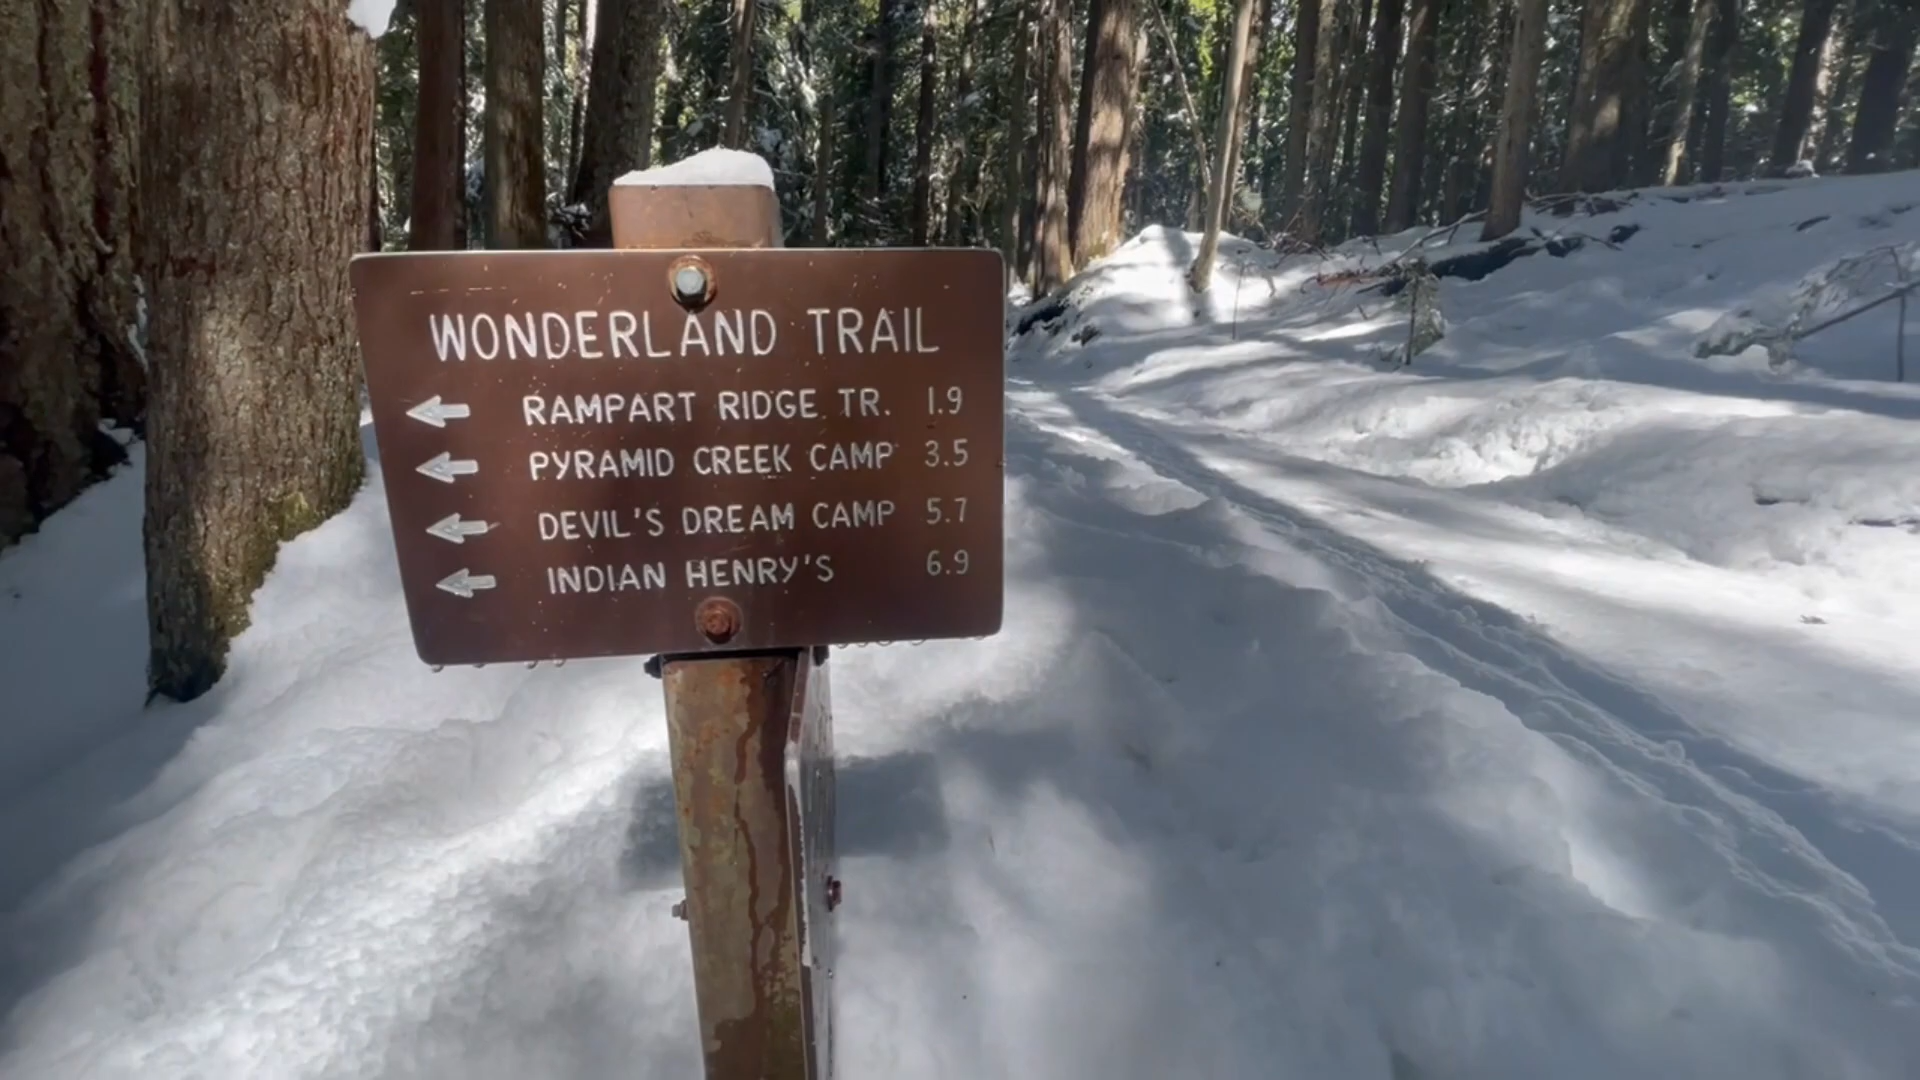 WONDERLAND TRAIL
← RAMPART RIDGE TR. 1.9
← PYRAMID CREEK CAMP 3.5
← DEVIL'S DREAM CAMP 5.7
← INDIAN HENRY'S 6.9